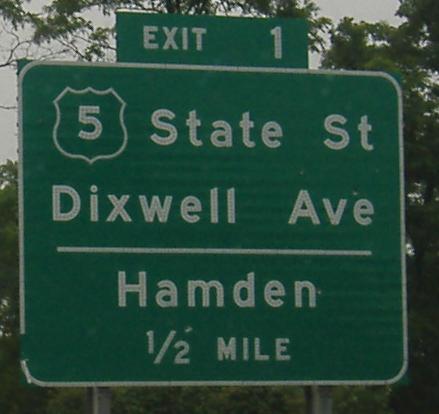 EXIT 1
5 State St
Dixwell Ave
Hamden
1/2 MILE